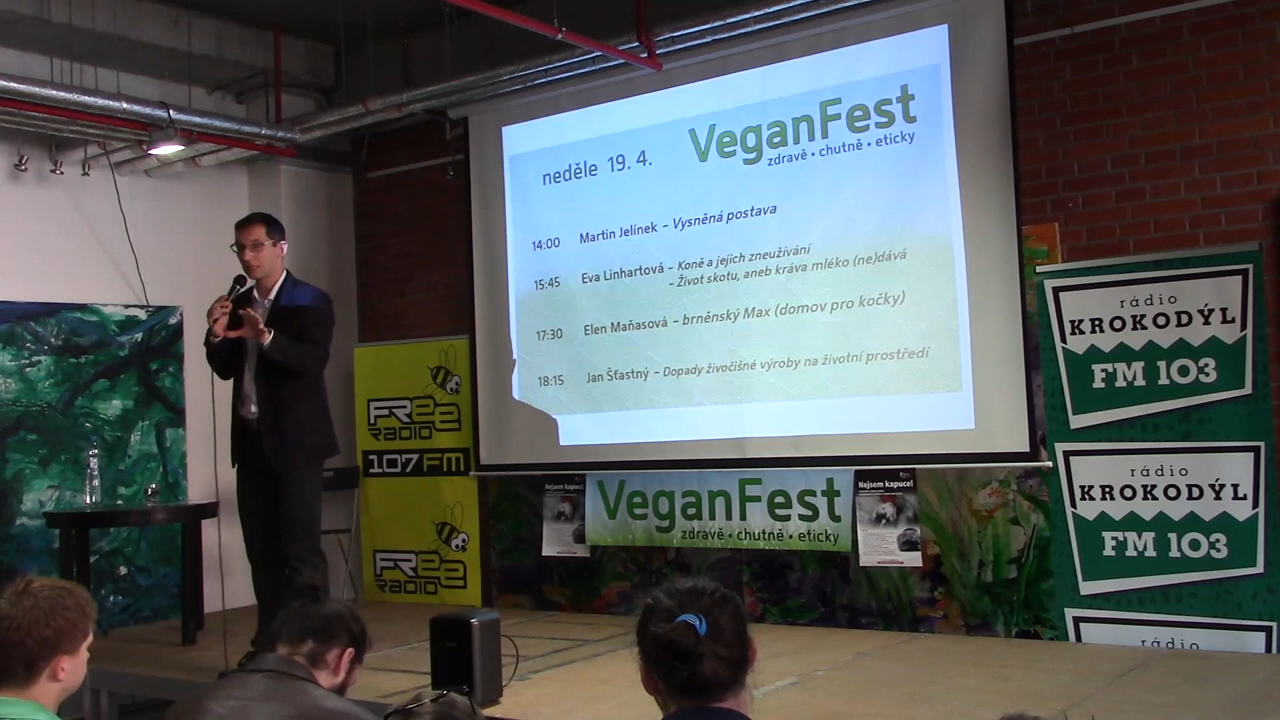 VeganFest
zdravě • chutně • eticky
neděle 19. 4.
14:00 Martin Jelínek – Vysněná postava
15:45 Eva Linhartová – Koně a jejich zneužívání
– Život skotu, aneb kráva mléko (ne)dává
17:30 Elen Maňasová – brněnský Max (domov pro kočky)
18:15 Jan Šťastný – Dopady živočišné výroby na životní prostředí
FRee
RADIO
107 FM
FRee
RADIO
Nejsem kapuce!
VeganFest
zdravě • chutně • eticky
Nejsem kapuce!
rádio
KROKODÝL
FM 103
rádio
KROKODÝL
FM 103
rádio